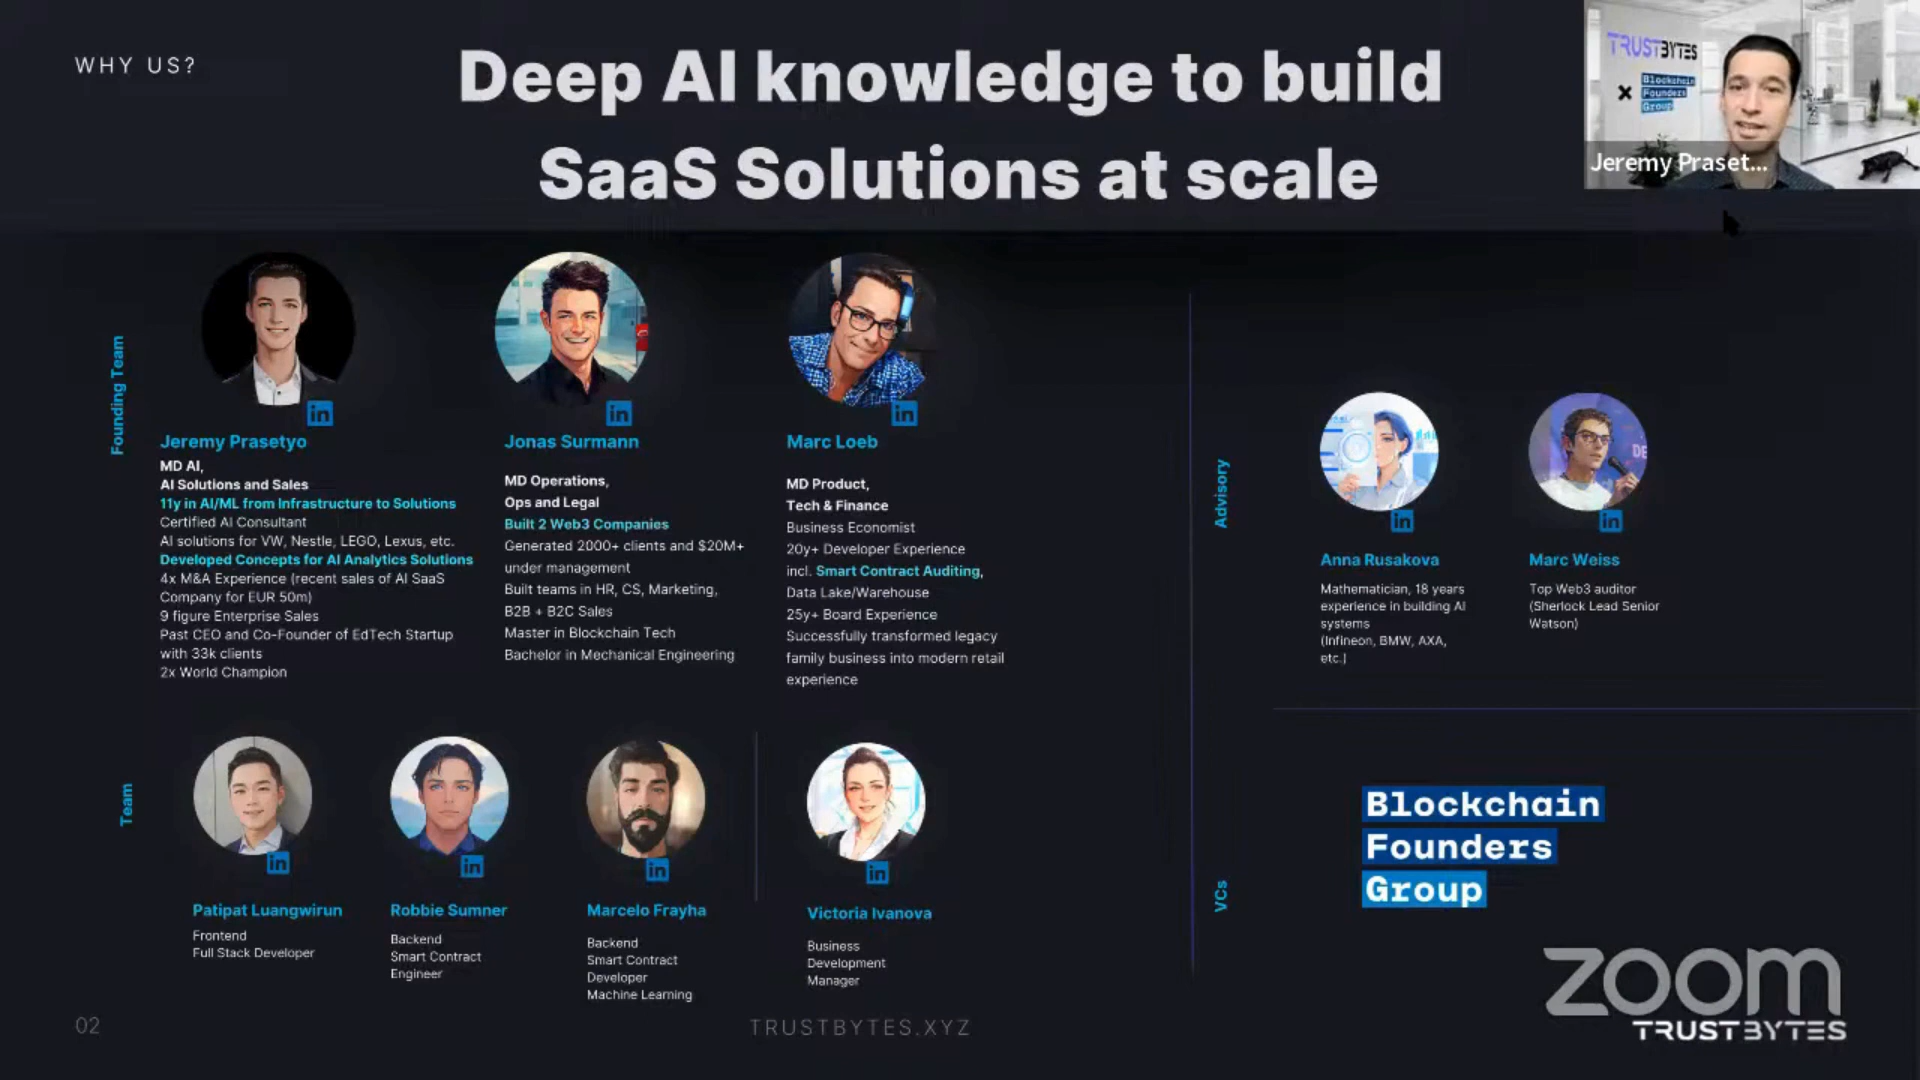 WHY US?
Deep AI knowledge to build
SaaS Solutions at scale
TRUSTBYTES
x
Blockchain
Founders
Group
Jeremy Praset...
Founding Team
in
in
in
Jeremy Prasetyo
MD AI,
AI Solutions and Sales
11y in AI/ML from Infrastructure to Solutions
Certified AI Consultant
AI solutions for VW, Nestle, LEGO, Lexus, etc.
Developed Concepts for AI Analytics Solutions
4x M&A Experience (recent sales of AI SaaS
Company for EUR 50m)
9 figure Enterprise Sales
Past CEO and Co-Founder of EdTech Startup
with 33k clients
2x World Champion
Jonas Surmann
MD Operations,
Ops and Legal
Built 2 Web3 Companies
Generated 2000+ clients and $20M+
under management
Built teams in HR, CS, Marketing,
B2B + B2C Sales
Master in Blockchain Tech
Bachelor in Mechanical Engineering
Marc Loeb
MD Product,
Tech & Finance
Business Economist
20y+ Developer Experience
incl. Smart Contract Auditing,
Data Lake/Warehouse
25y+ Board Experience
Successfully transformed legacy
family business into modern retail
experience
Advisory
DE
in
in
Anna Rusakova
Mathematician, 18 years
experience in building AI
systems
(Infineon, BMW, AXA,
etc.)
Marc Weiss
Top Web3 auditor
(Sherlock Lead Senior
Watson)
Team
in
in
in
in
Patipat Luangwirun
Frontend
Full Stack Developer
Robbie Sumner
Backend
Smart Contract
Engineer
Marcelo Frayha
Backend
Smart Contract
Developer
Machine Learning
Victoria Ivanova
Business
Development
Manager
VCs
Blockchain
Founders
Group
02
TRUSTBYTES.XYZ
zoom
TRUSTBYTES